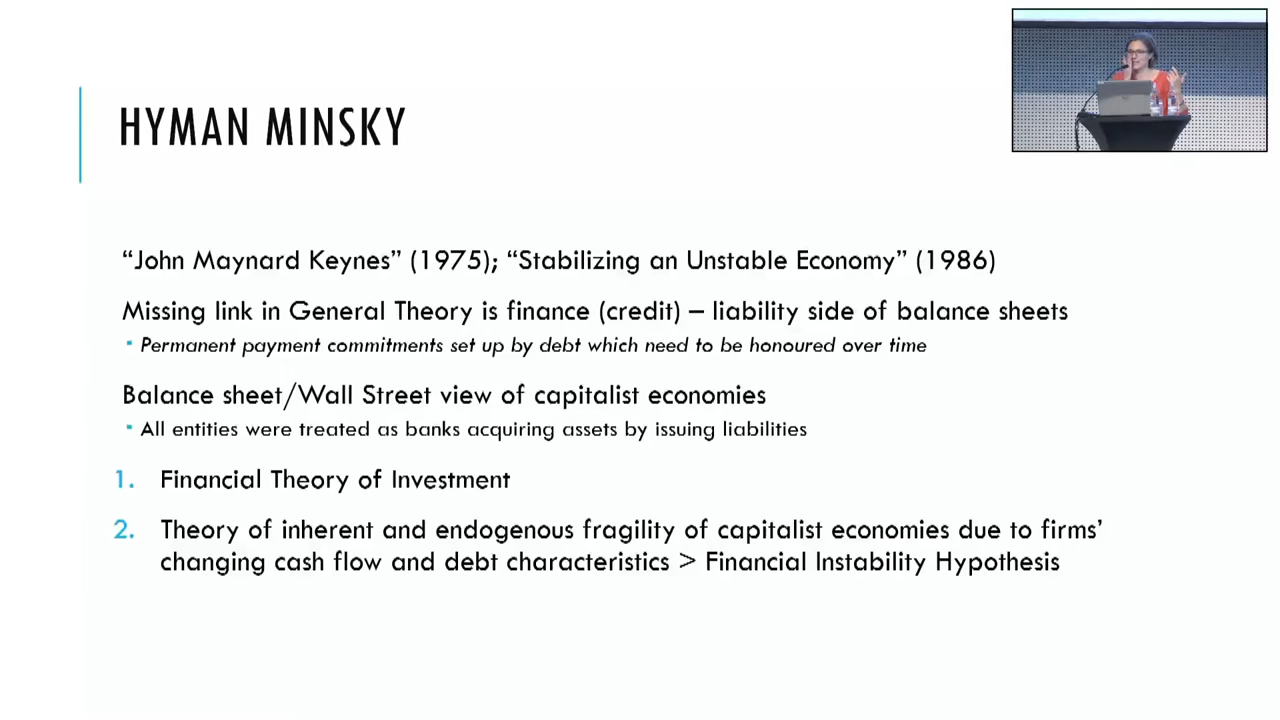 HYMAN MINSKY
“John Maynard Keynes” (1975); “Stabilizing an Unstable Economy” (1986)
Missing link in General Theory is finance (credit) – liability side of balance sheets
Permanent payment commitments set up by debt which need to be honoured over time
Balance sheet/Wall Street view of capitalist economies
All entities were treated as banks acquiring assets by issuing liabilities
1. Financial Theory of Investment
2. Theory of inherent and endogenous fragility of capitalist economies due to firms’
changing cash flow and debt characteristics > Financial Instability Hypothesis